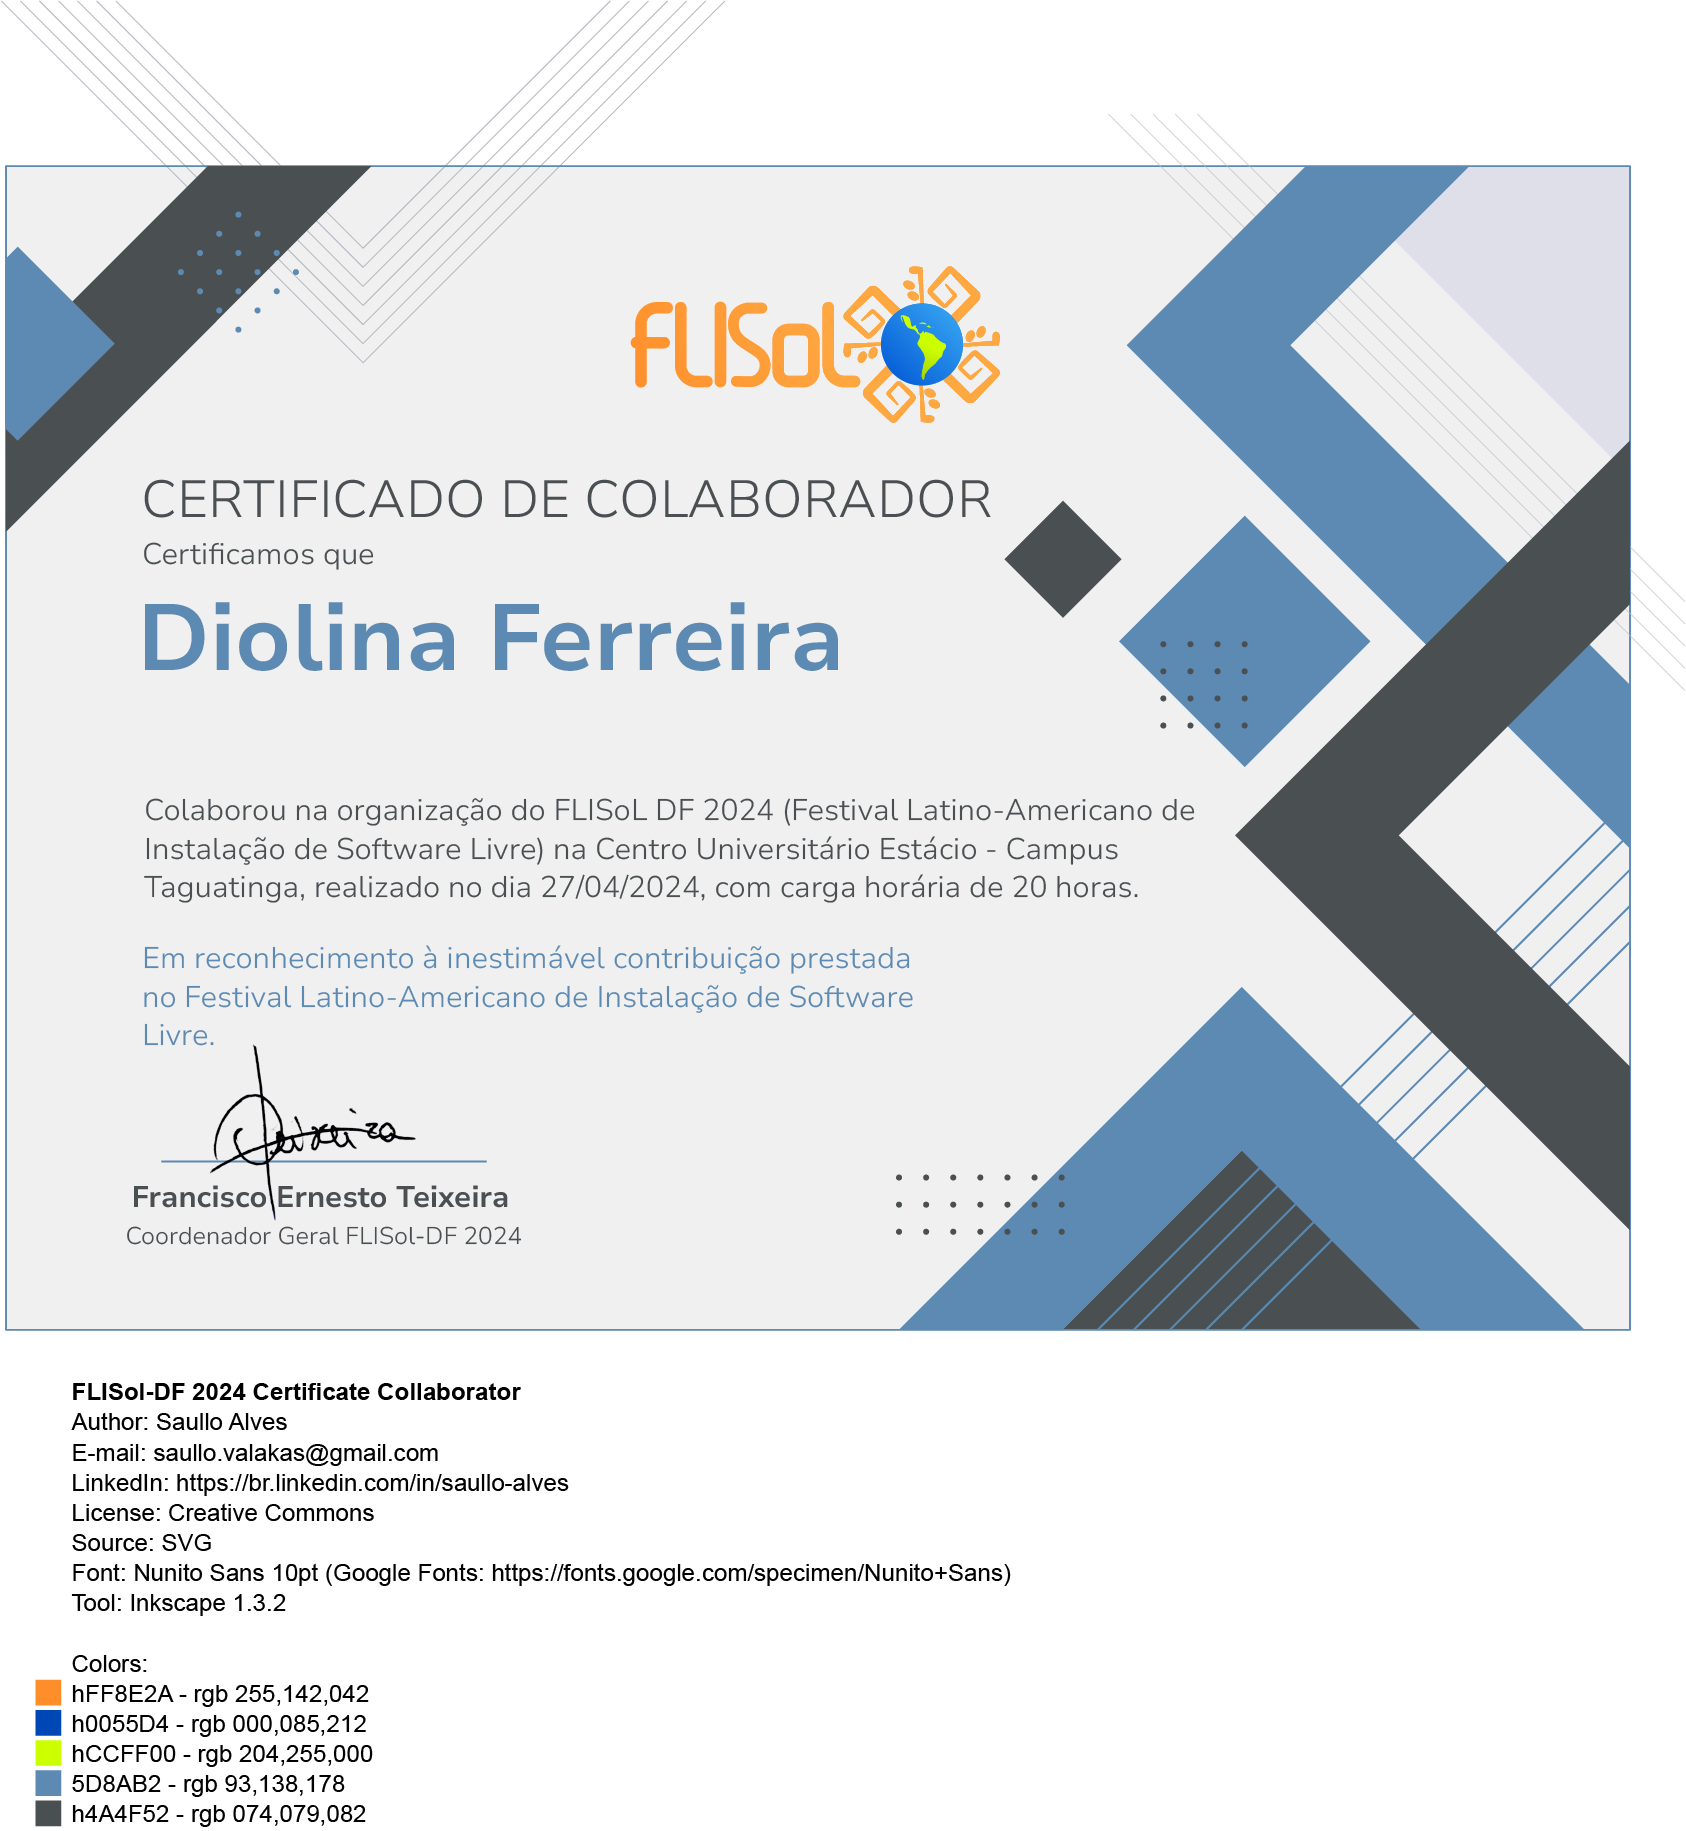 FLISoL
CERTIFICADO DE COLABORADOR
Certificamos que
Diolina Ferreira
Colaborou na organização do FLISoL DF 2024 (Festival Latino-Americano de
Instalação de Software Livre) na Centro Universitário Estácio - Campus
Taguatinga, realizado no dia 27/04/2024, com carga horária de 20 horas.
Em reconhecimento à inestimável contribuição prestada
no Festival Latino-Americano de Instalação de Software
Livre.
Teixeira
Francisco Ernesto Teixeira
Coordenador Geral FLISol-DF 2024
FLISol-DF 2024 Certificate Collaborator
Author: Saullo Alves
E-mail: saullo.valakas@gmail.com
LinkedIn: https://br.linkedin.com/in/saullo-alves
License: Creative Commons
Source: SVG
Font: Nunito Sans 10pt (Google Fonts: https://fonts.google.com/specimen/Nunito+Sans)
Tool: Inkscape 1.3.2
Colors:
hFF8E2A - rgb 255,142,042
h0055D4 - rgb 000,085,212
hCCFF00 - rgb 204,255,000
5D8AB2 - rgb 93,138,178
h4A4F52 - rgb 074,079,082